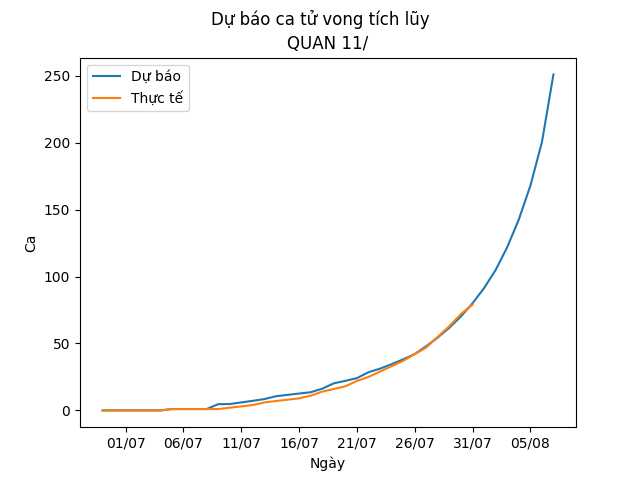 Dự báo ca tử vong tích lũy
QUAN 11/
Dự báo
Thực tế
250
200
150
100
50
0
Ca
01/07 06/07 11/07 16/07 21/07 26/07 31/07 05/08
Ngày